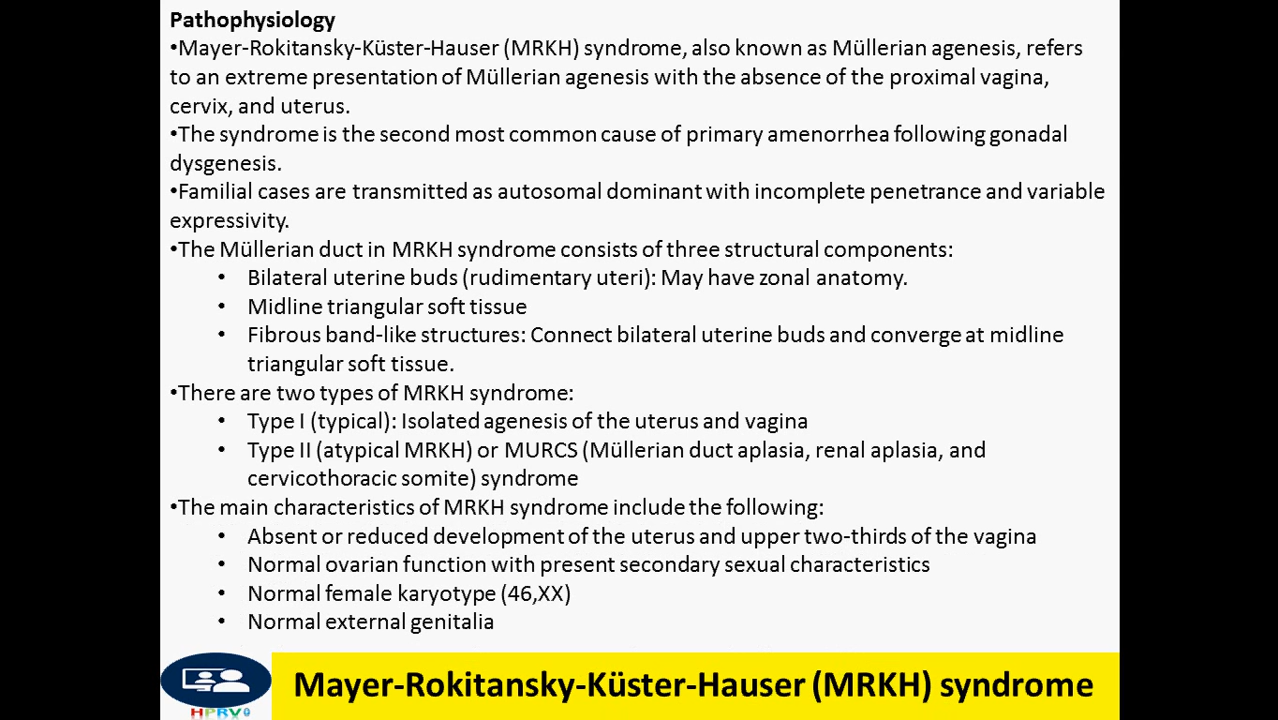 Pathophysiology
•Mayer-Rokitansky-Küster-Hauser (MRKH) syndrome, also known as Müllerian agenesis, refers
to an extreme presentation of Müllerian agenesis with the absence of the proximal vagina,
cervix, and uterus.
•The syndrome is the second most common cause of primary amenorrhea following gonadal
dysgenesis.
•Familial cases are transmitted as autosomal dominant with incomplete penetrance and variable
expressivity.
•The Müllerian duct in MRKH syndrome consists of three structural components:
• Bilateral uterine buds (rudimentary uteri): May have zonal anatomy.
• Midline triangular soft tissue
• Fibrous band-like structures: Connect bilateral uterine buds and converge at midline
triangular soft tissue.
•There are two types of MRKH syndrome:
• Type I (typical): Isolated agenesis of the uterus and vagina
• Type II (atypical MRKH) or MURCS (Müllerian duct aplasia, renal aplasia, and
cervicothoracic somite) syndrome
•The main characteristics of MRKH syndrome include the following:
• Absent or reduced development of the uterus and upper two-thirds of the vagina
• Normal ovarian function with present secondary sexual characteristics
• Normal female karyotype (46,XX)
• Normal external genitalia
Mayer-Rokitansky-Küster-Hauser (MRKH) syndrome